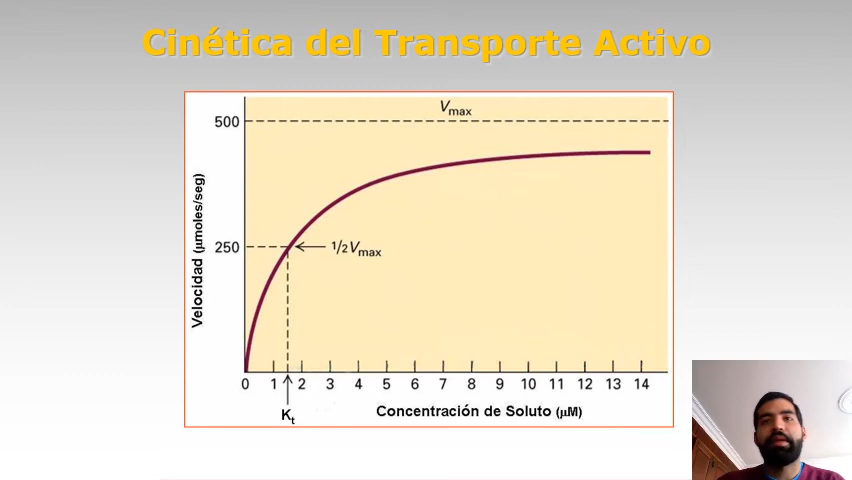 Cinética del Transporte Activo
Vmax
500
250
1/2Vmax
Velocidad (μmoles/seg)
0 1 2 3 4 5 6 7 8 9 10 11 12 13 14
Kt
Concentración de Soluto (μM)